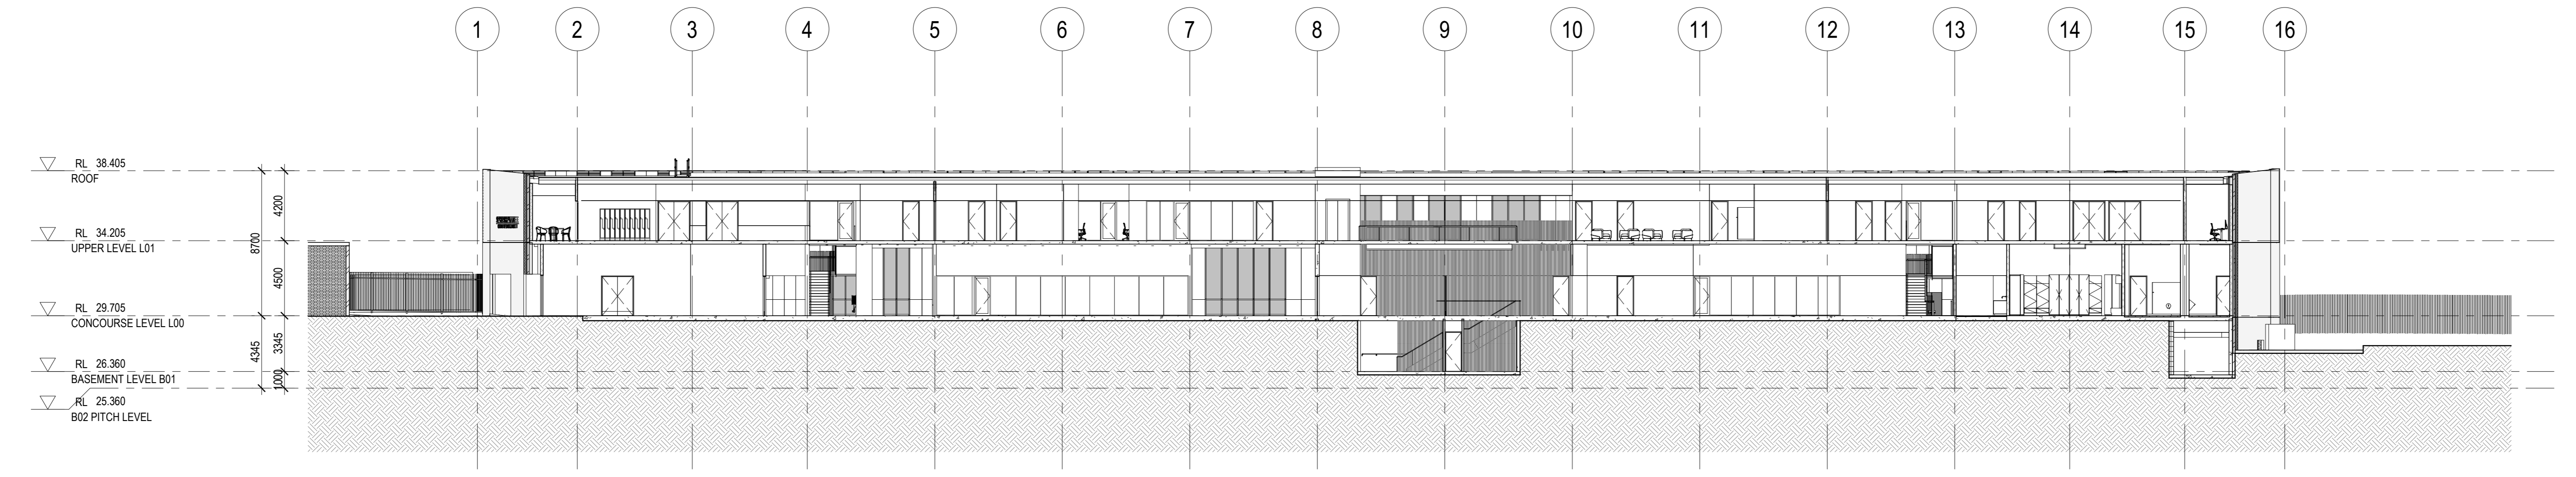 1 2 3 4 5 6 7 8 9 10 11 12 13 14 15 16
RL 38.405
ROOF
4200
RL 34.205
UPPER LEVEL L01
8700
4500
RL 29.705
CONCOURSE LEVEL L00
4345
3345
RL 26.360
BASEMENT LEVEL B01
1000
RL 25.360
B02 PITCH LEVEL